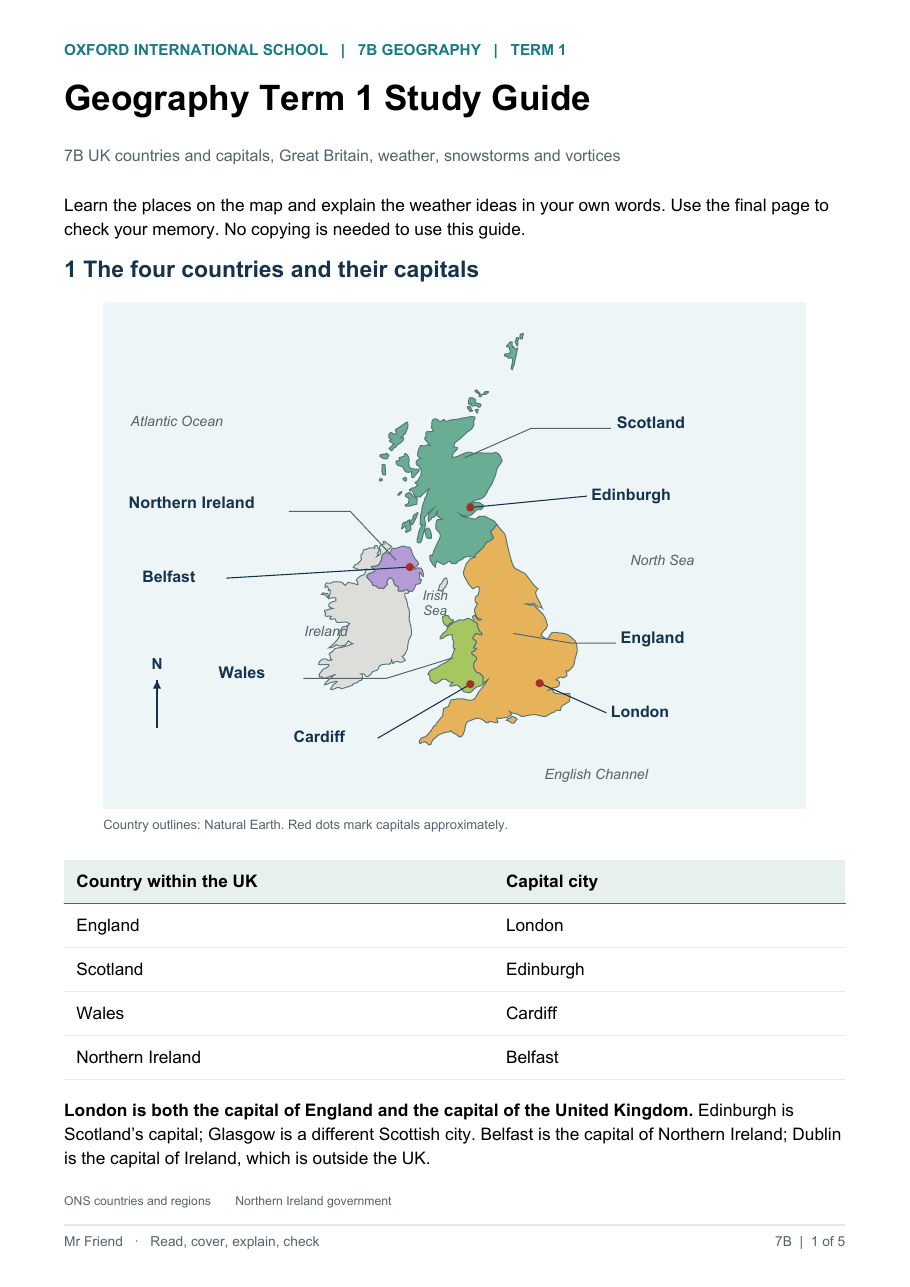 OXFORD INTERNATIONAL SCHOOL | 7B GEOGRAPHY | TERM 1
Geography Term 1 Study Guide
7B UK countries and capitals, Great Britain, weather, snowstorms and vortices
Learn the places on the map and explain the weather ideas in your own words. Use the final page to
check your memory. No copying is needed to use this guide.
1 The four countries and their capitals
Atlantic Ocean
Scotland
Northern Ireland
Edinburgh
North Sea
Belfast
Irish
Sea
Ireland
England
N
Wales
London
Cardiff
English Channel
Country outlines: Natural Earth. Red dots mark capitals approximately.
Country within the UK Capital city
England London
Scotland Edinburgh
Wales Cardiff
Northern Ireland Belfast
London is both the capital of England and the capital of the United Kingdom. Edinburgh is
Scotland’s capital; Glasgow is a different Scottish city. Belfast is the capital of Northern Ireland; Dublin
is the capital of Ireland, which is outside the UK.
ONS countries and regions Northern Ireland government
Mr Friend · Read, cover, explain, check 7B | 1 of 5